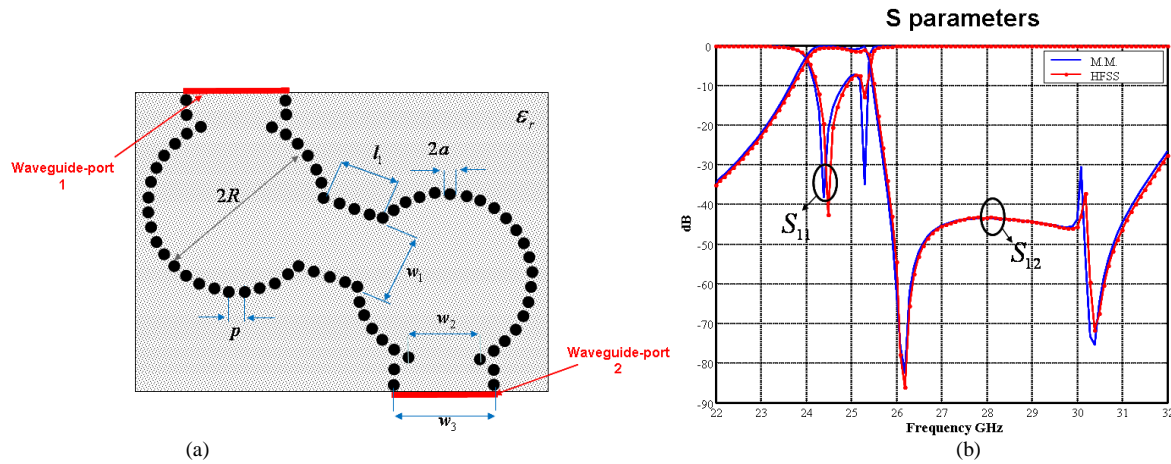 Waveguide-port
1
εr
l1
2a
2R
w1
p
w2
Waveguide-port
2
w3
(a)
S parameters
M.M.
HFSS
S11
S12
dB
0
-10
-20
-30
-40
-50
-60
-70
-80
-90
22
23
24
25
26
27
28
29
30
31
32
Frequency GHz
(b)